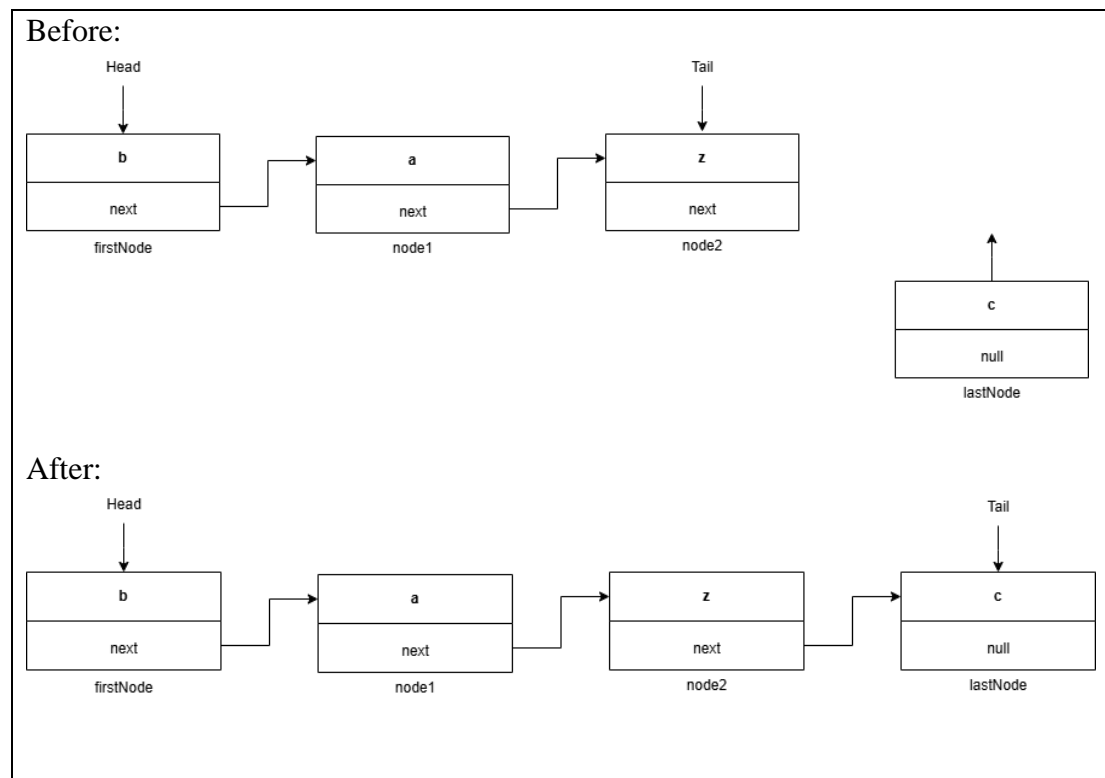 Before:
Head Tail
b a z
next next next
firstNode node1 node2
c
null
lastNode
After:
Head Tail
b a z c
next next next null
firstNode node1 node2 lastNode